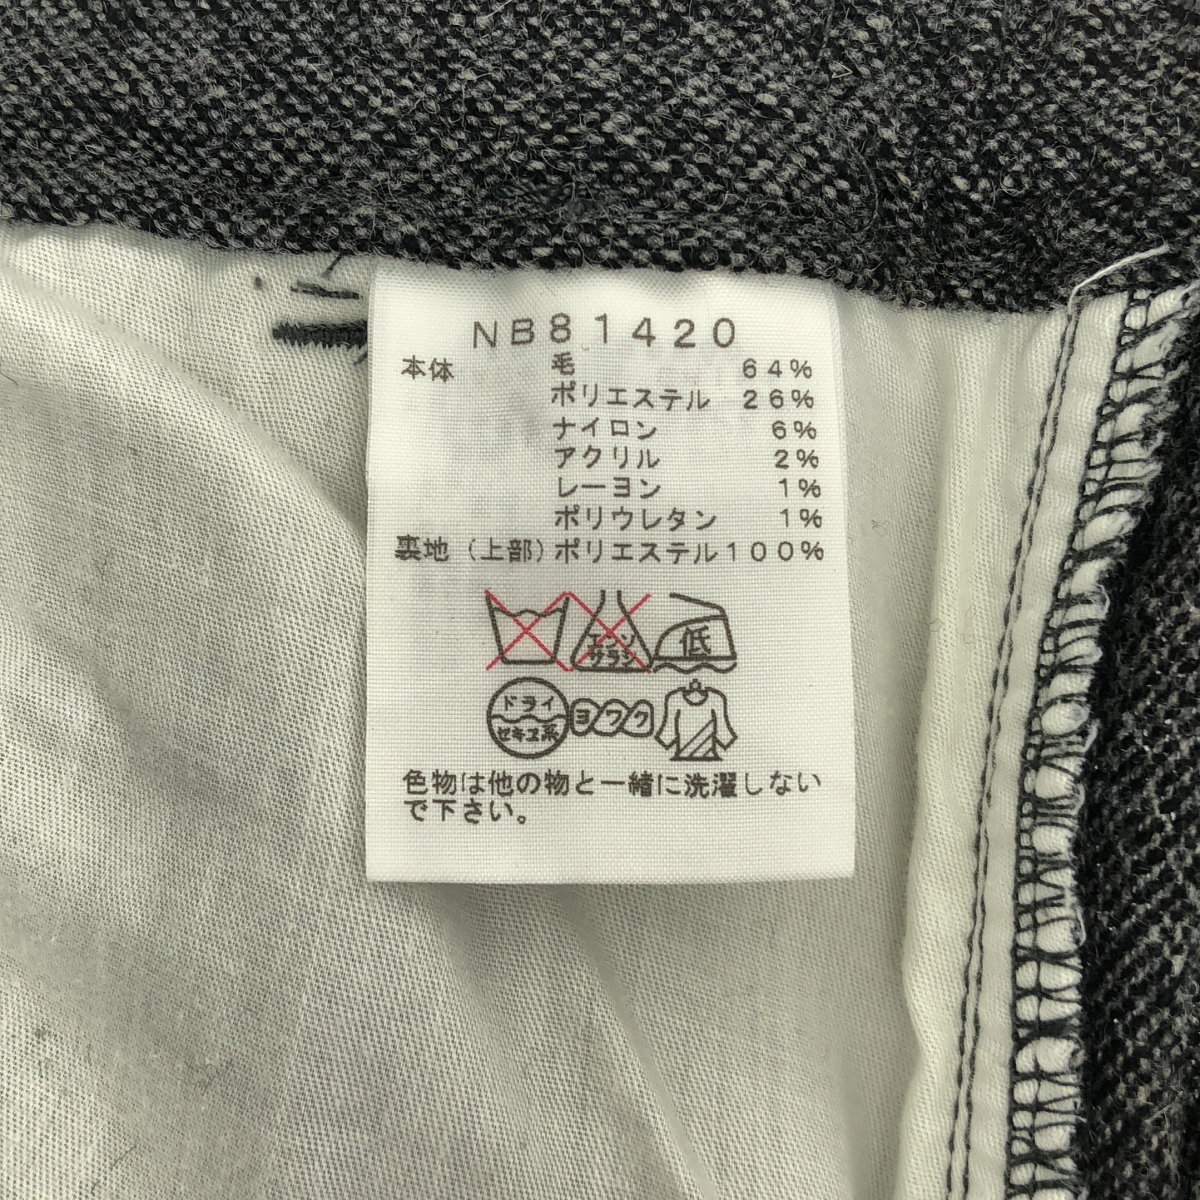 NB81420
本体 毛 64%
ポリエステル 26%
ナイロン 6%
アクリル 2%
レーヨン 1%
ポリウレタン 1%
裏地（上部）ポリエステル100%
エンソ
サラシ
低
ドライ
セキユ系
ヨワク
色物は他の物と一緒に洗濯しない
で下さい。